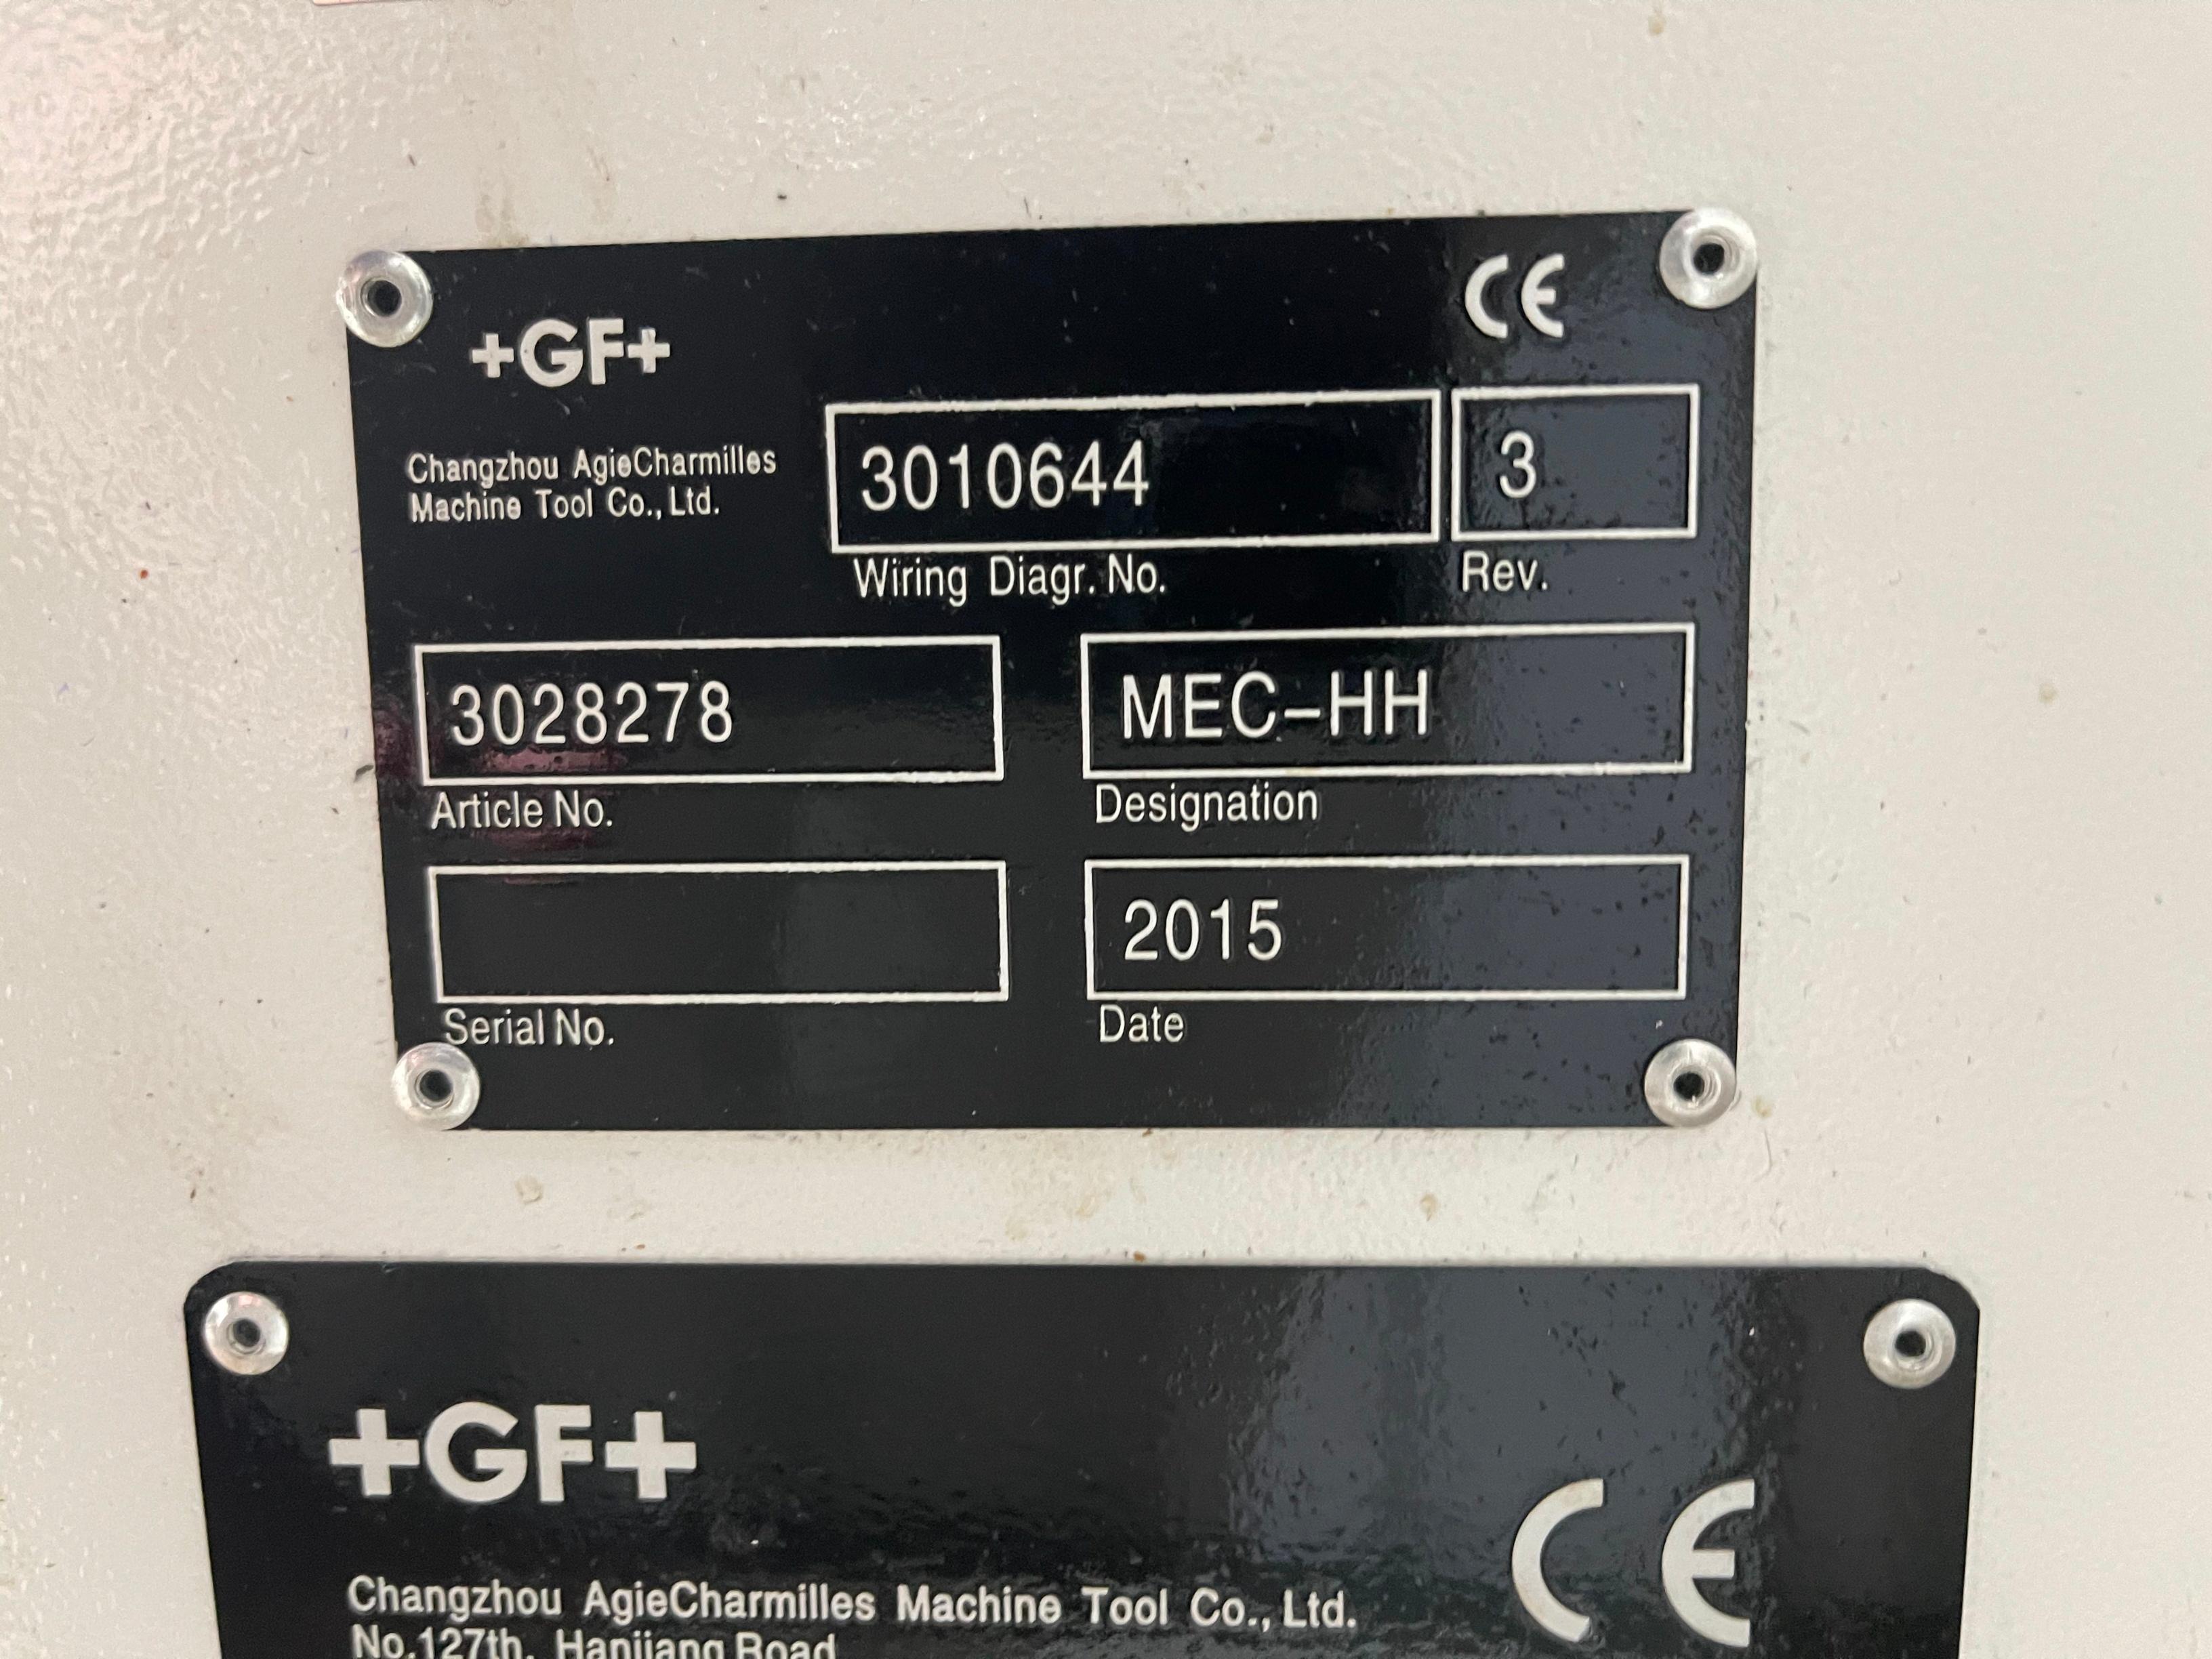 +GF+
CE
Changzhou AgieCharmilles
Machine Tool Co., Ltd.
3010644
3
Wiring Diagr. No.
Rev.
3028278
MEC-HH
Article No.
Designation
2015
Serial No.
Date
+GF+
CE
Changzhou AgieCharmilles Machine Tool Co., Ltd.
No.127th, Hanjiang Road